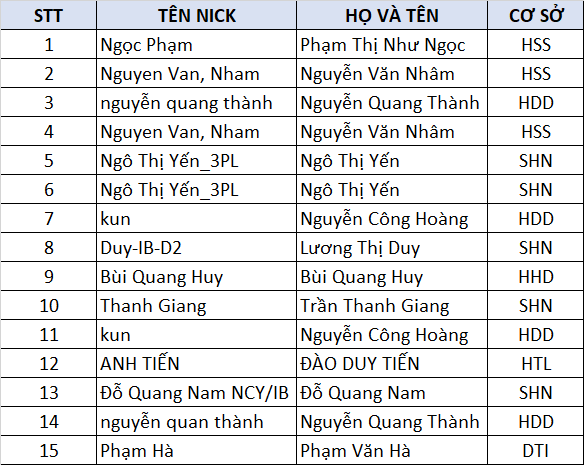 STT TÊN NICK HỌ VÀ TÊN CƠ SỞ
1 Ngọc Phạm Phạm Thị Như Ngọc HSS
2 Nguyen Van, Nham Nguyễn Văn Nhâm HSS
3 nguyễn quang thành Nguyễn Quang Thành HDD
4 Nguyen Van, Nham Nguyễn Văn Nhâm HSS
5 Ngô Thị Yến_3PL Ngô Thị Yến SHN
6 Ngô Thị Yến_3PL Ngô Thị Yến SHN
7 kun Nguyễn Công Hoàng HDD
8 Duy-IB-D2 Lương Thị Duy SHN
9 Bùi Quang Huy Bùi Quang Huy HHD
10 Thanh Giang Trần Thanh Giang SHN
11 kun Nguyễn Công Hoàng HDD
12 ANH TIẾN ĐÀO DUY TIẾN HTL
13 Đỗ Quang Nam NCY/IB Đỗ Quang Nam SHN
14 nguyễn quan thành Nguyễn Quang Thành HDD
15 Phạm Hà Phạm Văn Hà DTI